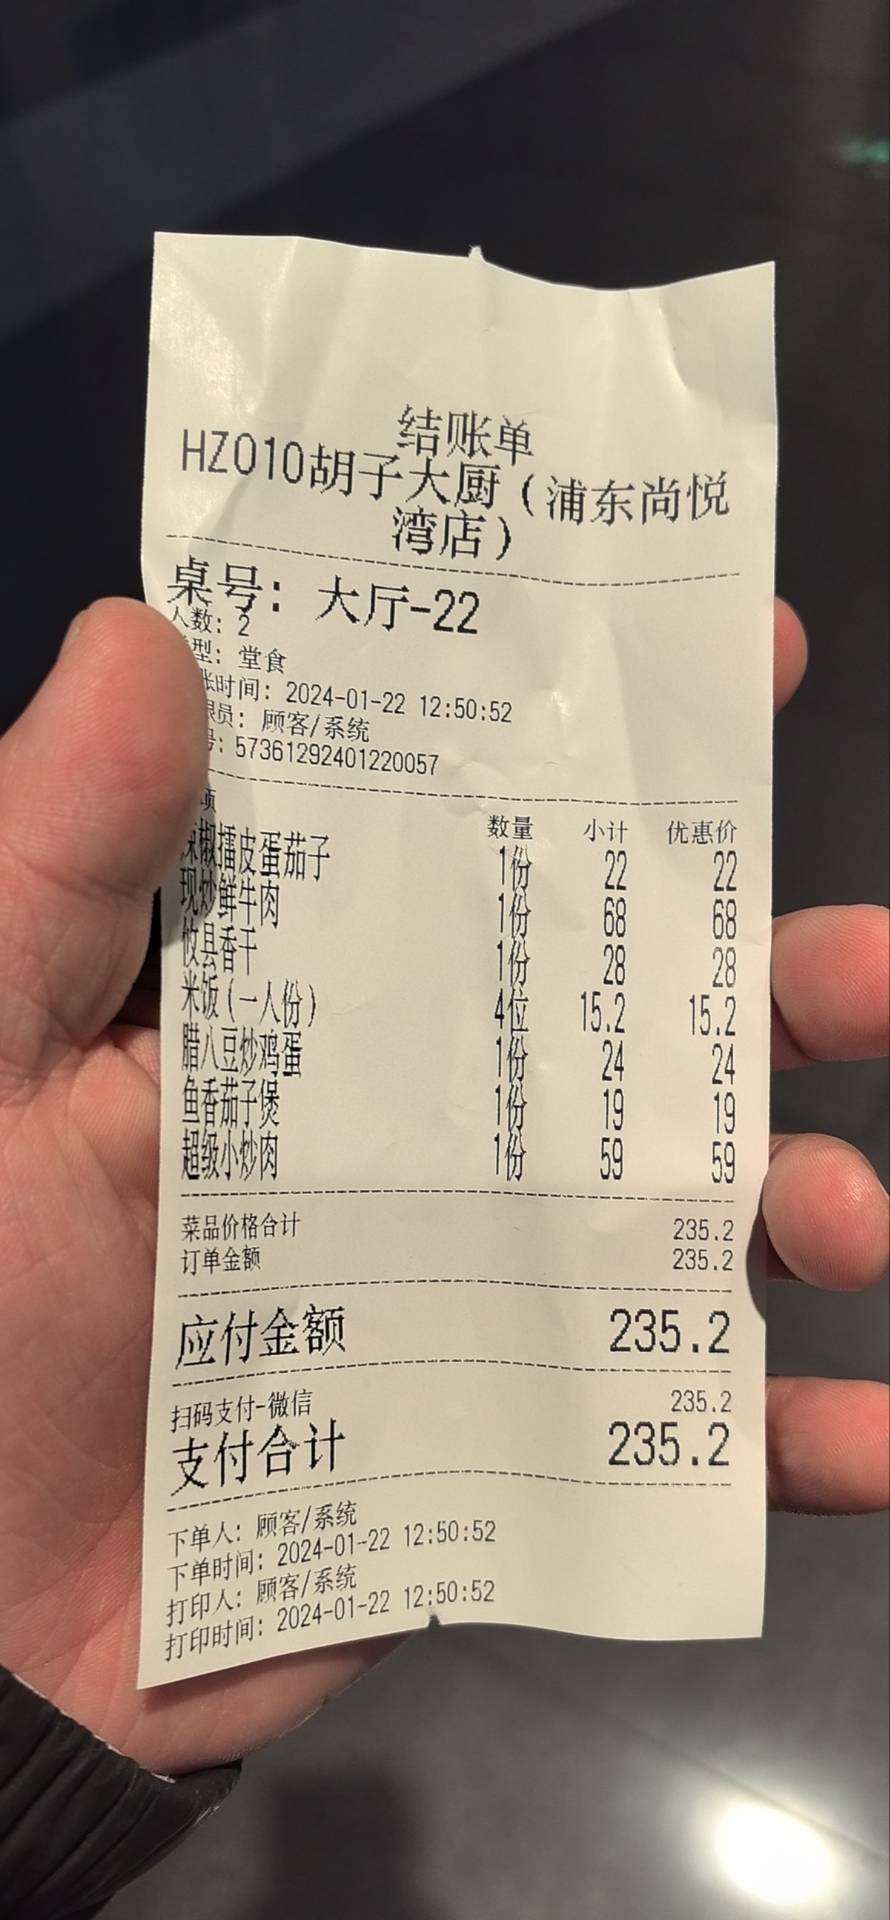 结账单
HZ010胡子大厨(浦东尚悦
湾店)
桌号: 大厅-22
人数: 2
型: 堂食
账时间: 2024-01-22 12:50:52
银员: 顾客/系统
号: 57361292401220057
项 数量 小计 优惠价
辣椒擂皮蛋茄子 1份 22 22
现炒鲜牛肉 1份 68 68
攸县香干 1份 28 28
米饭(一人份) 4位 15.2 15.2
腊八豆炒鸡蛋 1份 24 24
鱼香茄子煲 1份 19 19
超级小炒肉 1份 59 59
菜品价格合计 235.2
订单金额 235.2
应付金额 235.2
扫码支付-微信 235.2
支付合计 235.2
下单人: 顾客/系统
下单时间: 2024-01-22 12:50:52
打印人: 顾客/系统
打印时间: 2024-01-22 12:50:52